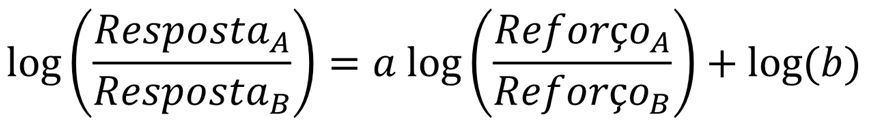 log(Resposta_A / Resposta_B) = a log(Reforço_A / Reforço_B) + log(b)